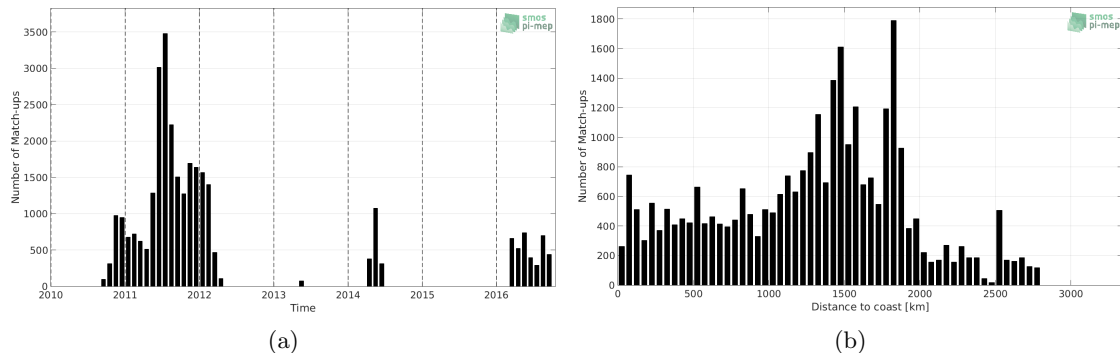 smos
pi-mep
3500
3000
2500
2000
1500
1000
500
0
Number of Match-ups
2010 2011 2012 2013 2014 2015 2016
Time
(a)
smos
pi-mep
1800
1600
1400
1200
1000
800
600
400
200
0
Number of Match-ups
0 500 1000 1500 2000 2500 3000
Distance to coast [km]
(b)